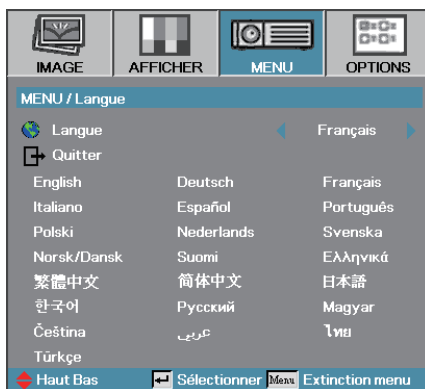 IMAGE AFFICHER MENU OPTIONS
MENU / Langue
Langue Français
Quitter
English Deutsch Français
Italiano Español Português
Polski Nederlands Svenska
Norsk/Dansk Suomi Ελληνικά
繁體中文 简体中文 日本語
한국어 Русский Magyar
Čeština عربي ไทย
Türkçe
Haut Bas Sélectionner Menu Extinction menu